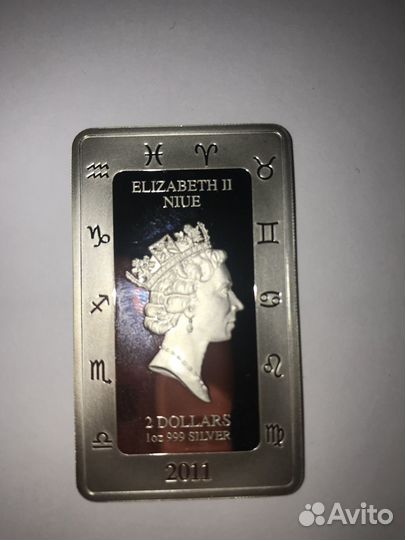 ♓ ♈
♒ ♉
ELIZABETH II
NIUE
♑ ♊
♐ ♋
♏ ♌
2 DOLLARS
1oz 999 SILVER
♎ ♍
2011
Avito